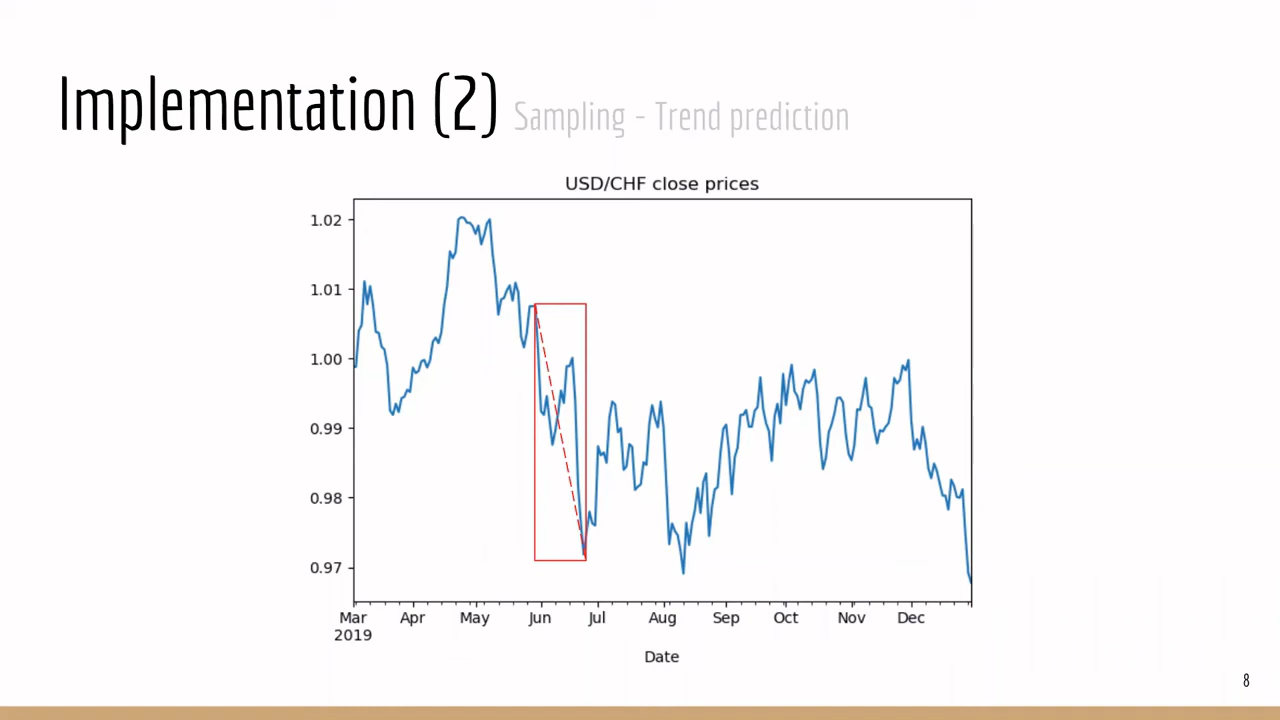 Implementation (2) Sampling - Trend prediction
USD/CHF close prices
1.02
1.01
1.00
0.99
0.98
0.97
Mar Apr May Jun Jul Aug Sep Oct Nov Dec
2019
Date
8